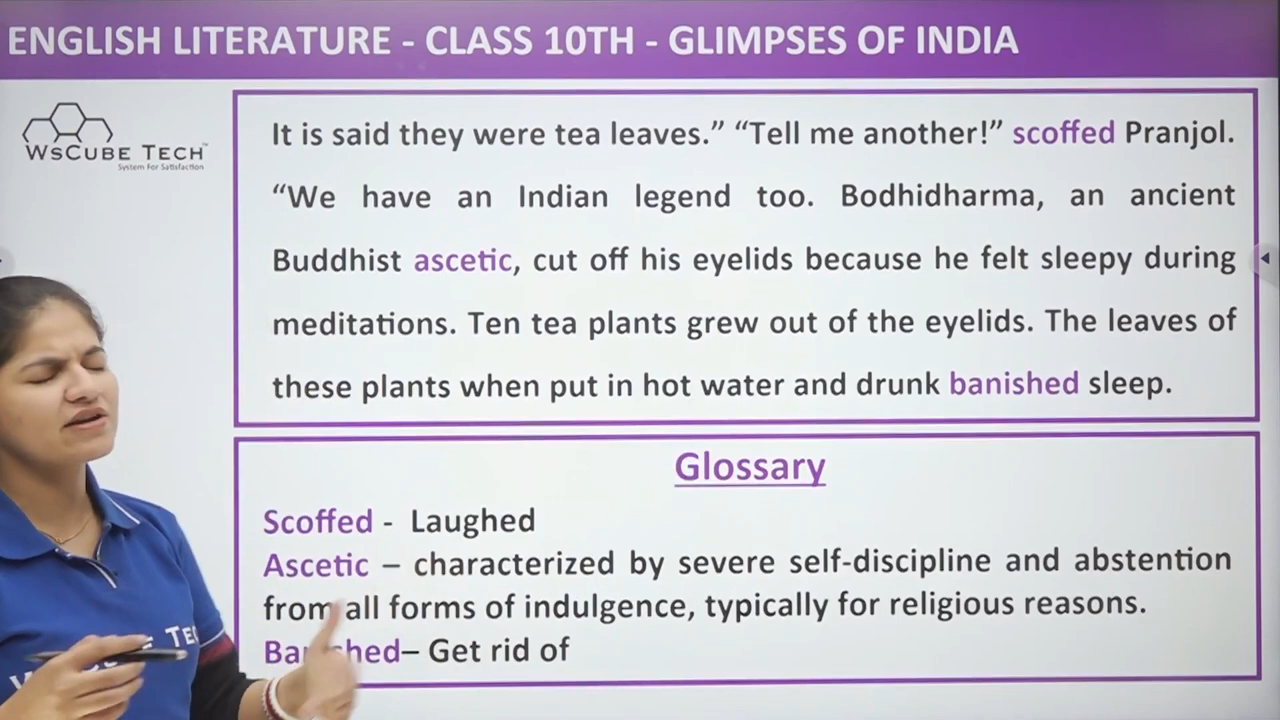 ENGLISH LITERATURE - CLASS 10TH - GLIMPSES OF INDIA
WSCUBE TECH™
System For Satisfaction
It is said they were tea leaves.” “Tell me another!” scoffed Pranjol.
“We have an Indian legend too. Bodhidharma, an ancient
Buddhist ascetic, cut off his eyelids because he felt sleepy during
meditations. Ten tea plants grew out of the eyelids. The leaves of
these plants when put in hot water and drunk banished sleep.
Glossary
Scoffed - Laughed
Ascetic – characterized by severe self-discipline and abstention
from all forms of indulgence, typically for religious reasons.
– Get rid of